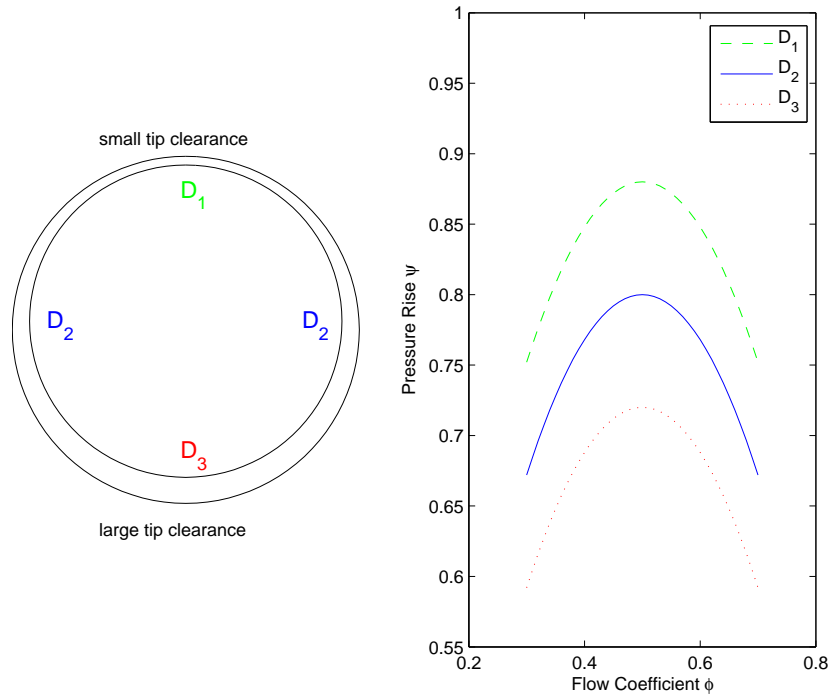 small tip clearance
D1
D2 D2
D3
large tip clearance
D1
D2
D3
1
0.95
0.9
0.85
0.8
0.75
0.7
0.65
0.6
0.55
Pressure Rise ψ
0.2 0.4 0.6 0.8
Flow Coefficient ϕ